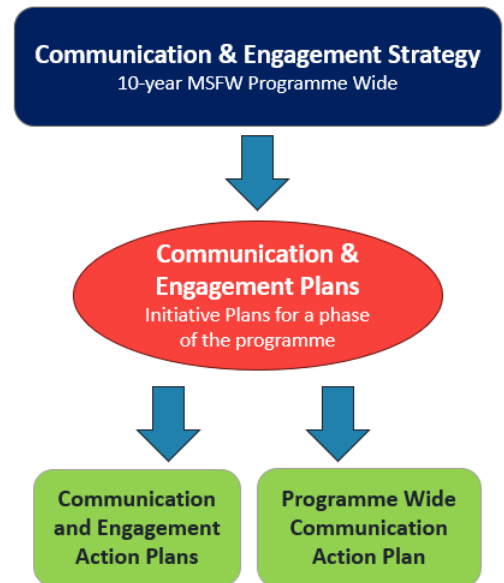 Communication & Engagement Strategy
10-year MSFW Programme Wide
Communication &
Engagement Plans
Initiative Plans for a phase
of the programme
Communication
and Engagement
Action Plans
Programme Wide
Communication
Action Plan